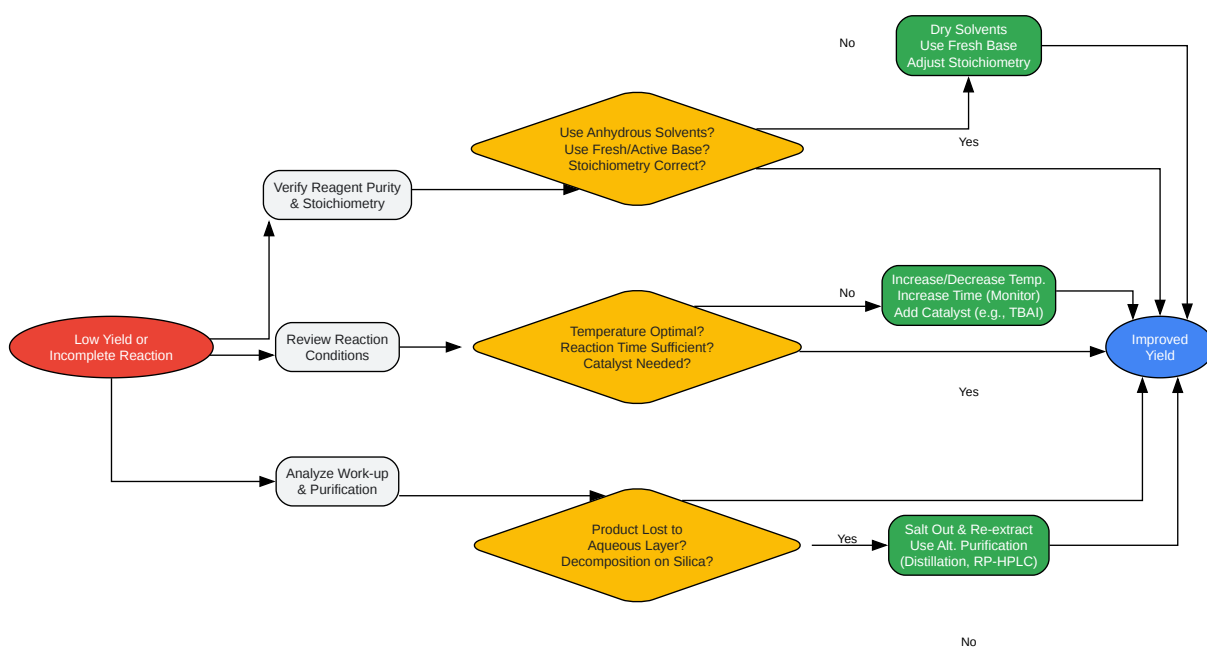 No
Dry Solvents
Use Fresh Base
Adjust Stoichiometry
Use Anhydrous Solvents?
Use Fresh/Active Base?
Stoichiometry Correct?
Yes
Verify Reagent Purity
& Stoichiometry
Increase/Decrease Temp.
Increase Time (Monitor)
Add Catalyst (e.g., TBAI)
No
Low Yield or
Incomplete Reaction
Review Reaction
Conditions
Temperature Optimal?
Reaction Time Sufficient?
Catalyst Needed?
Improved
Yield
Yes
Analyze Work-up
& Purification
Product Lost to
Aqueous Layer?
Decomposition on Silica?
Yes
Salt Out & Re-extract
Use Alt. Purification
(Distillation, RP-HPLC)
No